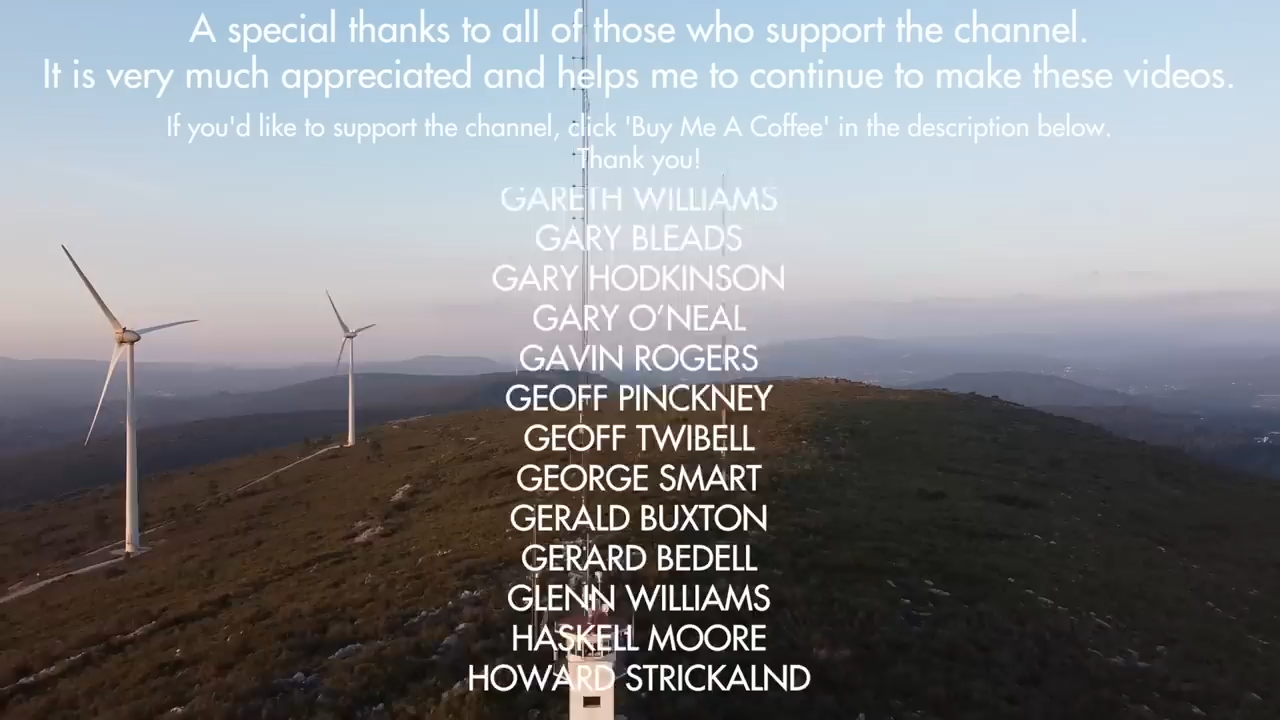 A special thanks to all of those who support the channel.
It is very much appreciated and helps me to continue to make these videos.
If you'd like to support the channel, click 'Buy Me A Coffee' in the description below.
Thank you!
GARETH WILLIAMS
GARY BLEADS
GARY HODKINSON
GARY O’NEAL
GAVIN ROGERS
GEOFF PINCKNEY
GEOFF TWIBELL
GEORGE SMART
GERALD BUXTON
GERARD BEDELL
GLENN WILLIAMS
HASKELL MOORE
HOWARD STRICKALND